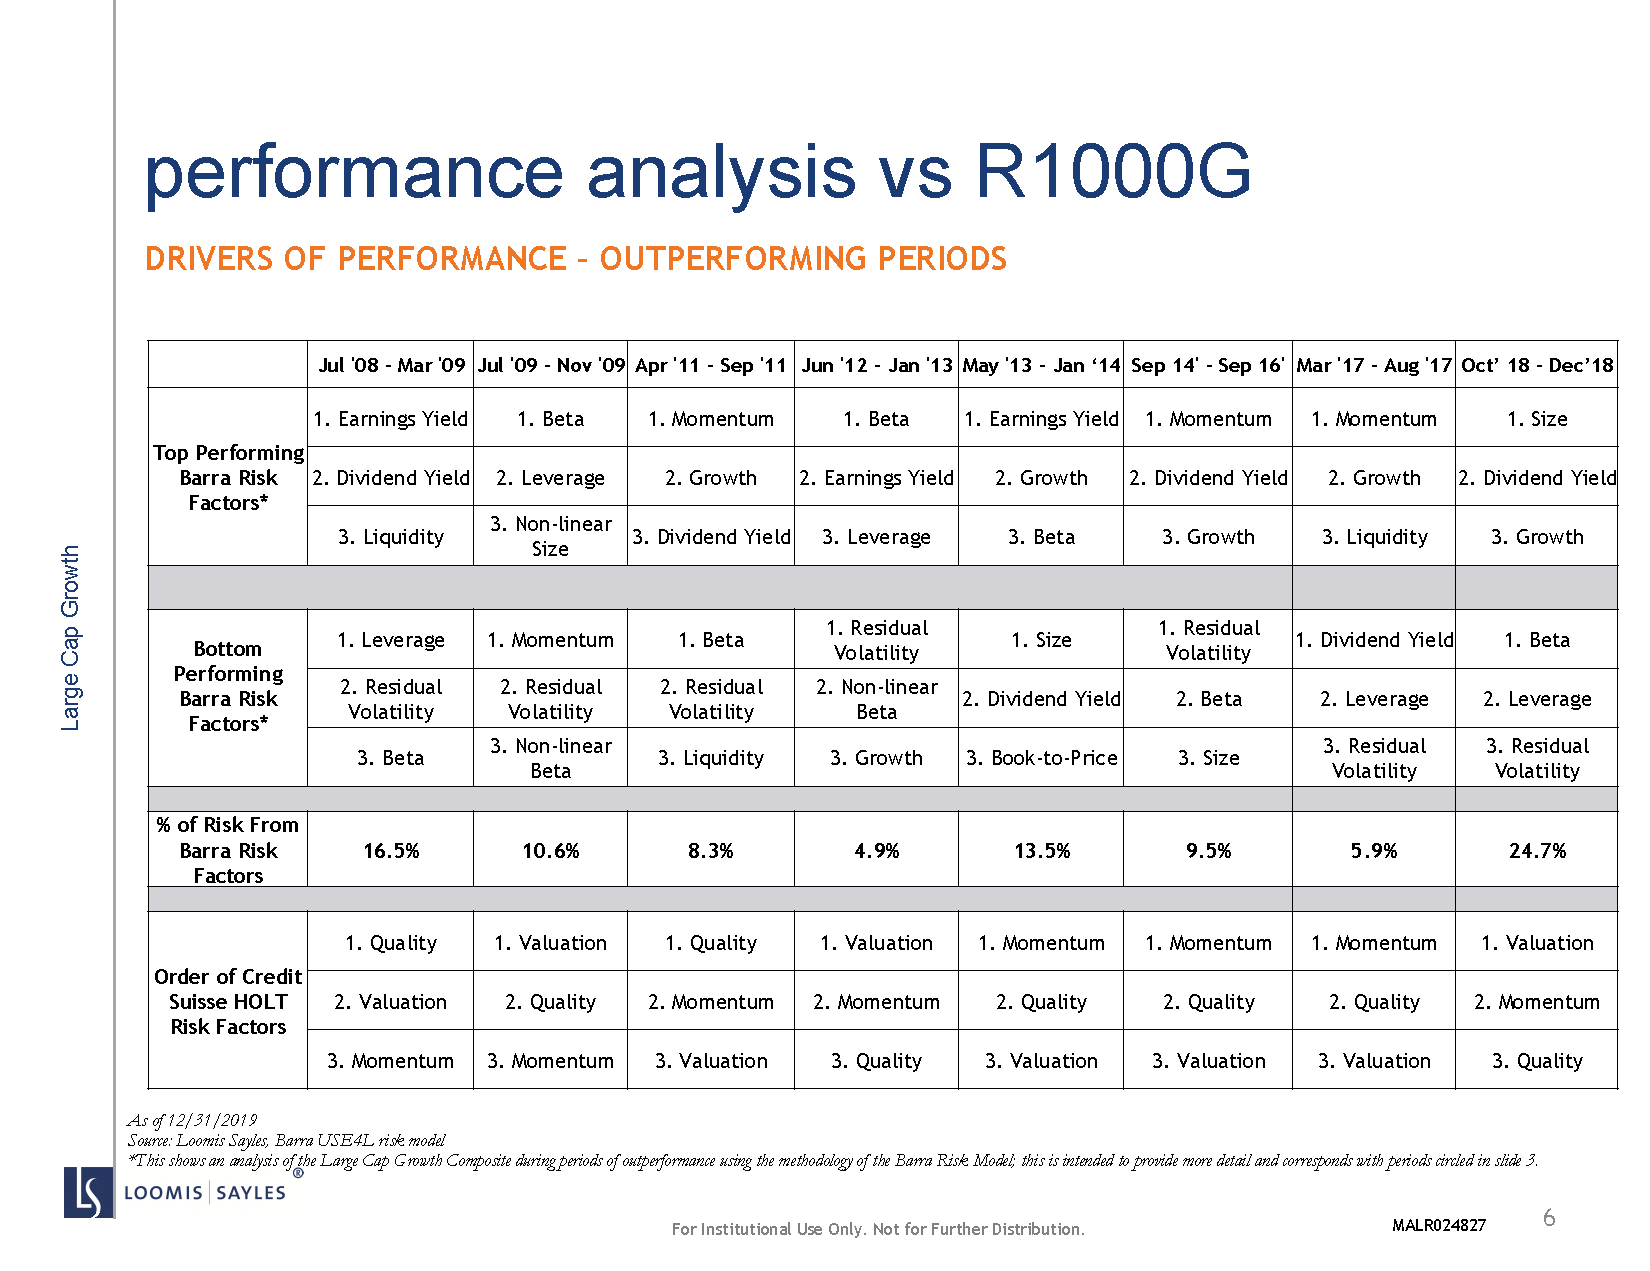 performance analysis vs R1000G
DRIVERS OF PERFORMANCE – OUTPERFORMING PERIODS
Jul '08 - Mar '09 Jul '09 - Nov '09 Apr '11 - Sep '11 Jun '12 - Jan '13 May '13 - Jan ‘14 Sep 14' - Sep 16' Mar '17 - Aug '17 Oct’ 18 - Dec’18
Top Performing
Barra Risk
Factors*
1. Earnings Yield 1. Beta 1. Momentum 1. Beta 1. Earnings Yield 1. Momentum 1. Momentum 1. Size
2. Dividend Yield 2. Leverage 2. Growth 2. Earnings Yield 2. Growth 2. Dividend Yield 2. Growth 2. Dividend Yield
3. Liquidity 3. Non-linear Size 3. Dividend Yield 3. Leverage 3. Beta 3. Growth 3. Liquidity 3. Growth
Bottom
Performing
Barra Risk
Factors*
1. Leverage 1. Momentum 1. Beta 1. Residual Volatility 1. Size 1. Residual Volatility 1. Dividend Yield 1. Beta
2. Residual Volatility 2. Residual Volatility 2. Residual Volatility 2. Non-linear Beta 2. Dividend Yield 2. Beta 2. Leverage 2. Leverage
3. Beta 3. Non-linear Beta 3. Liquidity 3. Growth 3. Book-to-Price 3. Size 3. Residual Volatility 3. Residual Volatility
% of Risk From
Barra Risk
Factors
16.5% 10.6% 8.3% 4.9% 13.5% 9.5% 5.9% 24.7%
Order of Credit
Suisse HOLT
Risk Factors
1. Quality 1. Valuation 1. Quality 1. Valuation 1. Momentum 1. Momentum 1. Momentum 1. Valuation
2. Valuation 2. Quality 2. Momentum 2. Momentum 2. Quality 2. Quality 2. Quality 2. Momentum
3. Momentum 3. Momentum 3. Valuation 3. Quality 3. Valuation 3. Valuation 3. Valuation 3. Quality
Large Cap Growth
As of 12/31/2019
Source: Loomis Sayles, Barra USE4L risk model
*This shows an analysis of the Large Cap Growth Composite during periods of outperformance using the methodology of the Barra Risk Model; this is intended to provide more detail and corresponds with periods circled in slide 3.
LS LOOMIS | SAYLES ®
For Institutional Use Only. Not for Further Distribution.
MALR024827
6